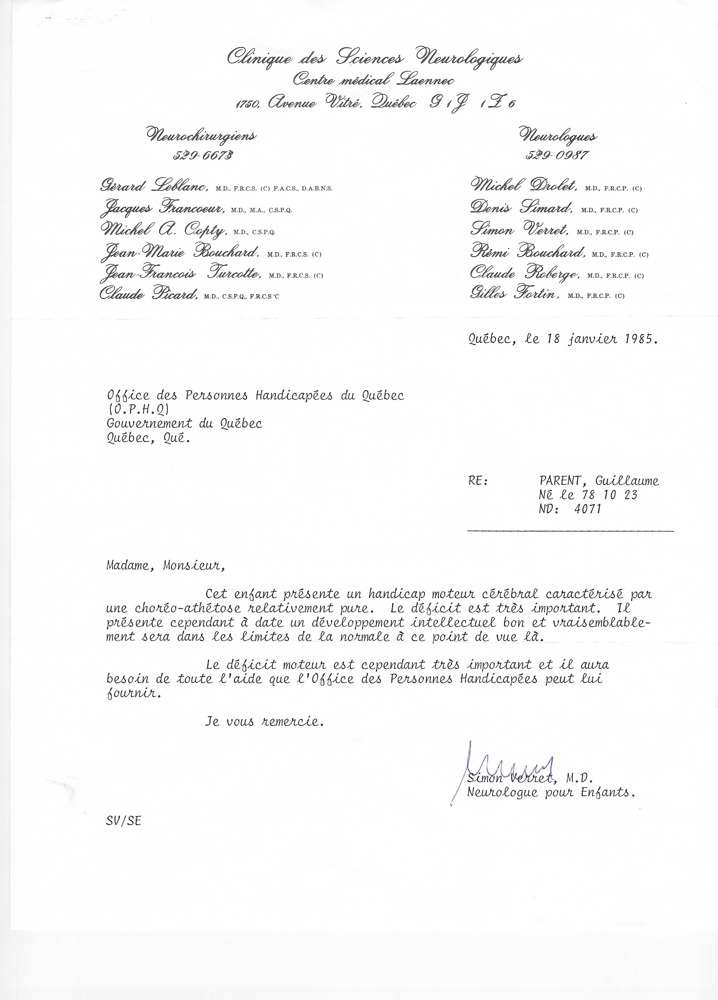 Clinique des Sciences Neurologiques
Centre médical Laennec
1750, Avenue Vitré, Québec G1J 1Z6
Neurochirurgiens
529-6673
Gérard Leblanc, M.D., F.R.C.S. (C) F.A.C.S., D.A.B.N.S.
Jacques Francoeur, M.D., M.A., C.S.P.Q.
Michel A. Copty, M.D., C.S.P.Q.
Jean-Marie Bouchard, M.D., F.R.C.S. (C)
Jean-Francois Turcotte, M.D., F.R.C.S. (C)
Claude Picard, M.D., C.S.P.Q., F.R.C.S 'C
Neurologues
529-0987
Michel Drolet, M.D., F.R.C.P. (C)
Denis Simard, M.D., F.R.C.P. (C)
Simon Verret, M.D., F.R.C.P. (C)
Rémi Bouchard, M.D., F.R.C.P. (C)
Claude Roberge, M.D., F.R.C.P. (C)
Gilles Fortin, M.D., F.R.C.P. (C)
Québec, le 18 janvier 1985.
Office des Personnes Handicapées du Québec
(O.P.H.Q)
Gouvernement du Québec
Québec, Qué.
RE: PARENT, Guillaume
Né le 78 10 23
ND: 4071
Madame, Monsieur,
Cet enfant présente un handicap moteur cérébral caractérisé par
une choréo-athétose relativement pure. Le déficit est très important. Il
présente cependant à date un développement intellectuel bon et vraisemblable-
ment sera dans les limites de la normale à ce point de vue là.
Le déficit moteur est cependant très important et il aura
besoin de toute l'aide que l'Office des Personnes Handicapées peut lui
fournir.
Je vous remercie.
Simon Verret, M.D.
Neurologue pour Enfants.
SV/SE